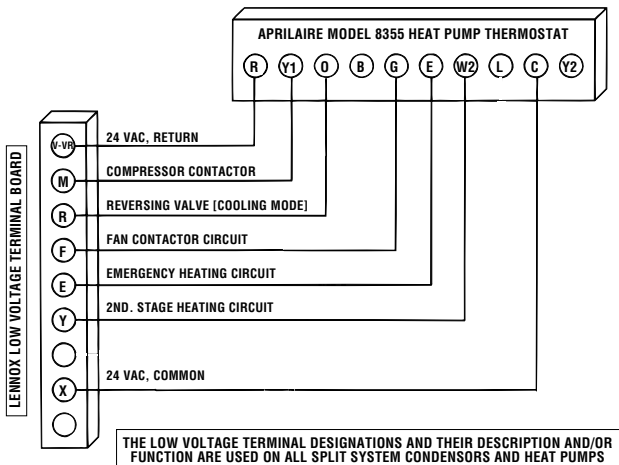 APRILAIRE MODEL 8355 HEAT PUMP THERMOSTAT
R Y1 O B G E W2 L C Y2
LENNOX LOW VOLTAGE TERMINAL BOARD
V-VR 24 VAC, RETURN
M COMPRESSOR CONTACTOR
R REVERSING VALVE [COOLING MODE]
F FAN CONTACTOR CIRCUIT
E EMERGENCY HEATING CIRCUIT
Y 2ND. STAGE HEATING CIRCUIT
X 24 VAC, COMMON
THE LOW VOLTAGE TERMINAL DESIGNATIONS AND THEIR DESCRIPTION AND/OR
FUNCTION ARE USED ON ALL SPLIT SYSTEM CONDENSORS AND HEAT PUMPS